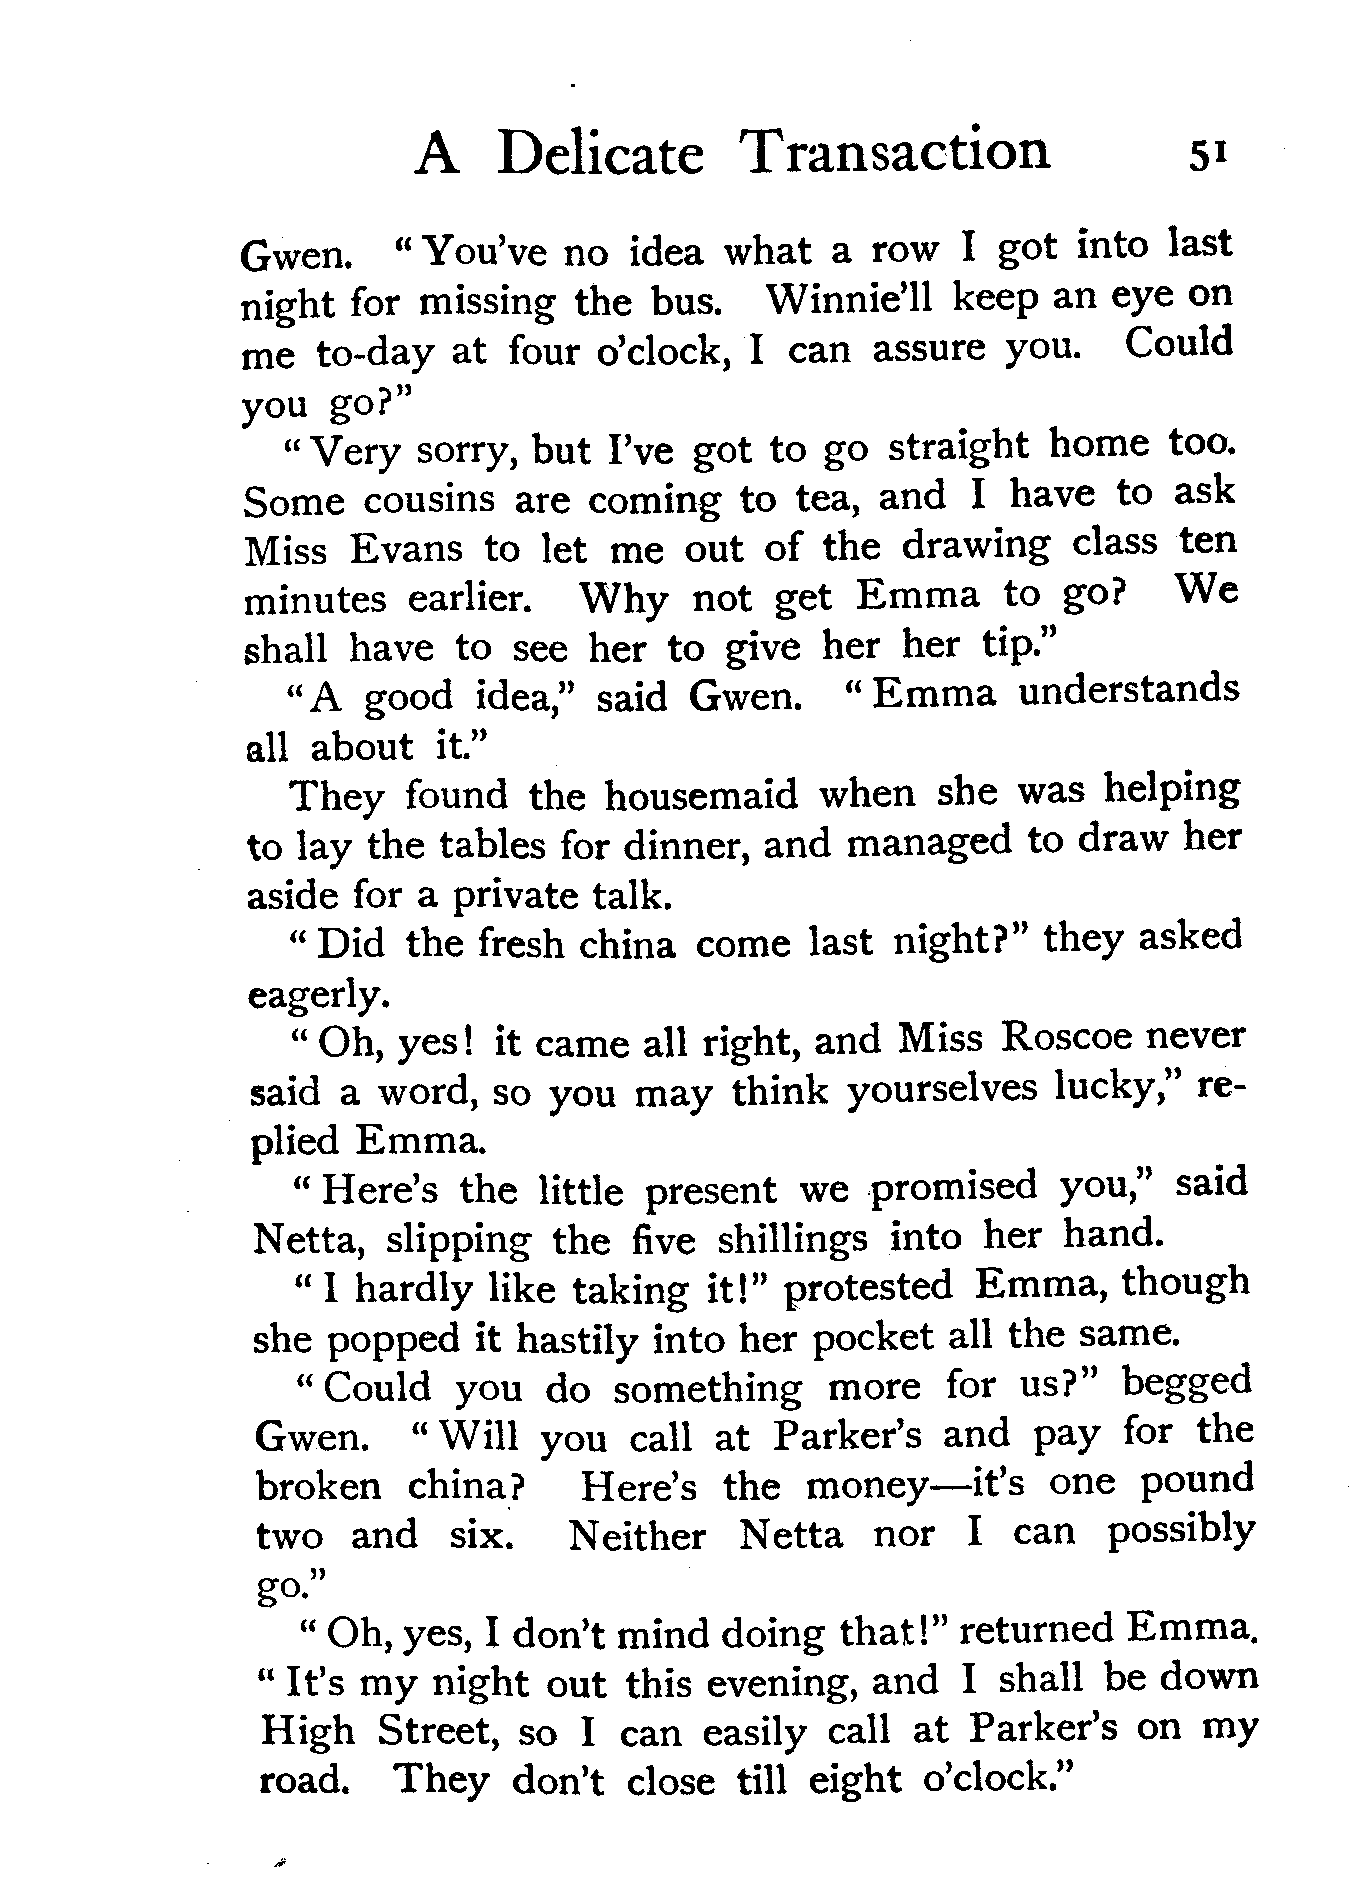 A Delicate Transaction 51
Gwen. “You've no idea what a row I got into last
night for missing the bus. Winnie'll keep an eye on
me to-day at four o'clock, I can assure you. Could
you go?”
“Very sorry, but I've got to go straight home too.
Some cousins are coming to tea, and I have to ask
Miss Evans to let me out of the drawing class ten
minutes earlier. Why not get Emma to go? We
shall have to see her to give her her tip.”
“A good idea,” said Gwen. “Emma understands
all about it.”
They found the housemaid when she was helping
to lay the tables for dinner, and managed to draw her
aside for a private talk.
“Did the fresh china come last night?” they asked
eagerly.
“Oh, yes! it came all right, and Miss Roscoe never
said a word, so you may think yourselves lucky,” re-
plied Emma.
“Here's the little present we promised you,” said
Netta, slipping the five shillings into her hand.
“I hardly like taking it!” protested Emma, though
she popped it hastily into her pocket all the same.
“Could you do something more for us?” begged
Gwen. “Will you call at Parker's and pay for the
broken china? Here's the money—it's one pound
two and six. Neither Netta nor I can possibly
go.”
“Oh, yes, I don't mind doing that!” returned Emma.
“It's my night out this evening, and I shall be down
High Street, so I can easily call at Parker's on my
road. They don't close till eight o'clock.”